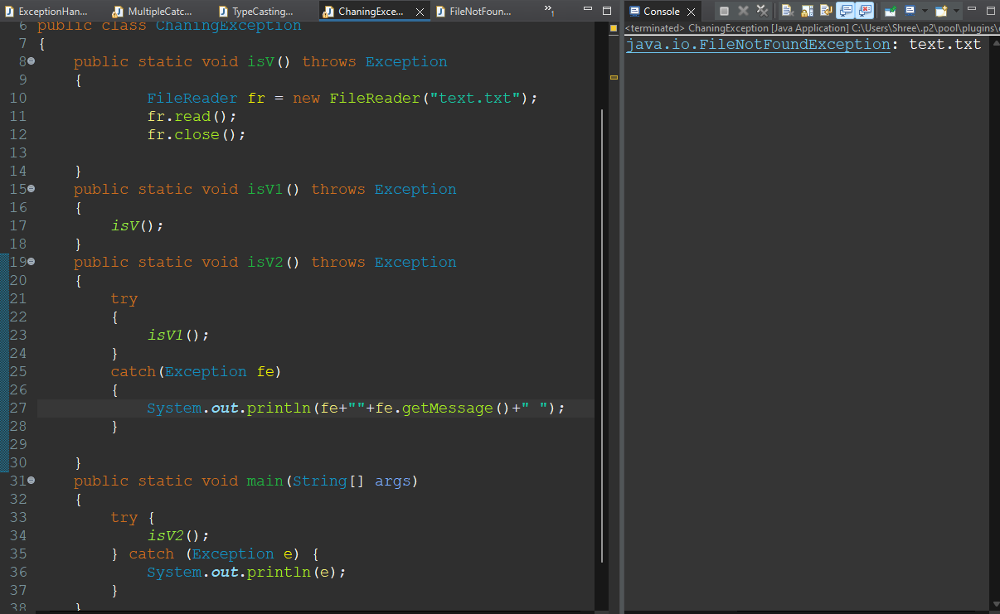 ExceptionHan... MultipleCatc... TypeCasting... ChaningExce... FileNotFoun... »1
6 public class ChaningException
7 {
8 public static void isV() throws Exception
9 {
10 FileReader fr = new FileReader("text.txt");
11 fr.read();
12 fr.close();
13
14 }
15 public static void isV1() throws Exception
16 {
17 isV();
18 }
19 public static void isV2() throws Exception
20 {
21 try
22 {
23 isV1();
24 }
25 catch(Exception fe)
26 {
27 System.out.println(fe+""+fe.getMessage()+" ");
28 }
29
30 }
31 public static void main(String[] args)
32 {
33 try {
34 isV2();
35 } catch (Exception e) {
36 System.out.println(e);
37 }
38 }
Console
<terminated> ChaningException [Java Application] C:\Users\Shree\.p2\pool\plugins\
java.io.FileNotFoundException: text.txt